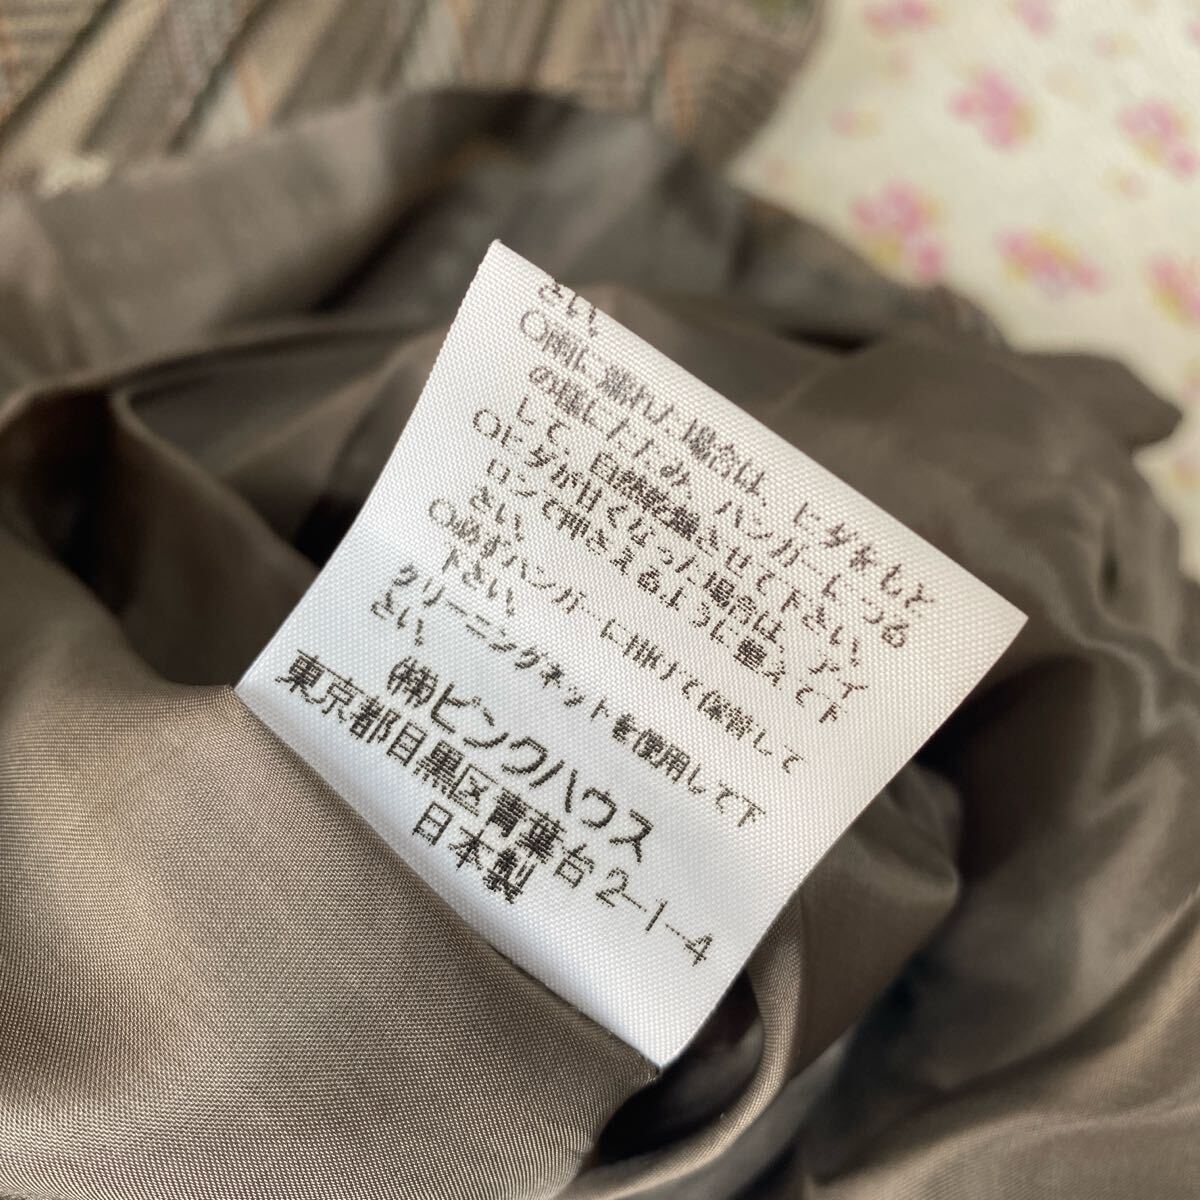 さい。
〇雨に濡れた場合は、ヒダをもと
の様にたたみ、ハンガーにつる
して、自然乾燥させて下さい。
〇ヒダが甘くなった場合は、アイ
ロンで押さえるように整えて下
さい。
〇必ずハンガーに掛けて保管して
下さい。
クリーニングネットを使用して下
さい。
㈱ピンクハウス
東京都目黒区青葉台2-1-4
日本製